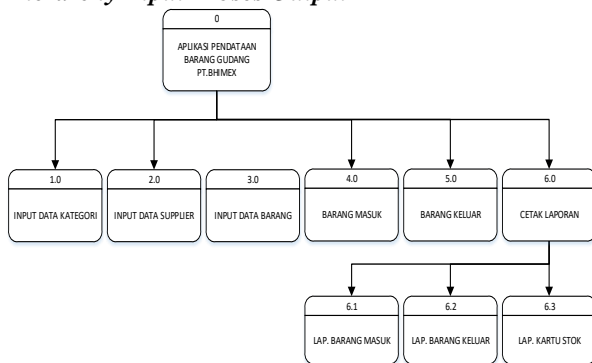 0
APLIKASI PENDATAAN
BARANG GUDANG
PT.BHIMEX
1.0
INPUT DATA KATEGORI
2.0
INPUT DATA SUPPLIER
3.0
INPUT DATA BARANG
4.0
BARANG MASUK
5.0
BARANG KELUAR
6.0
CETAK LAPORAN
6.1
LAP. BARANG MASUK
6.2
LAP. BARANG KELUAR
6.3
LAP. KARTU STOK